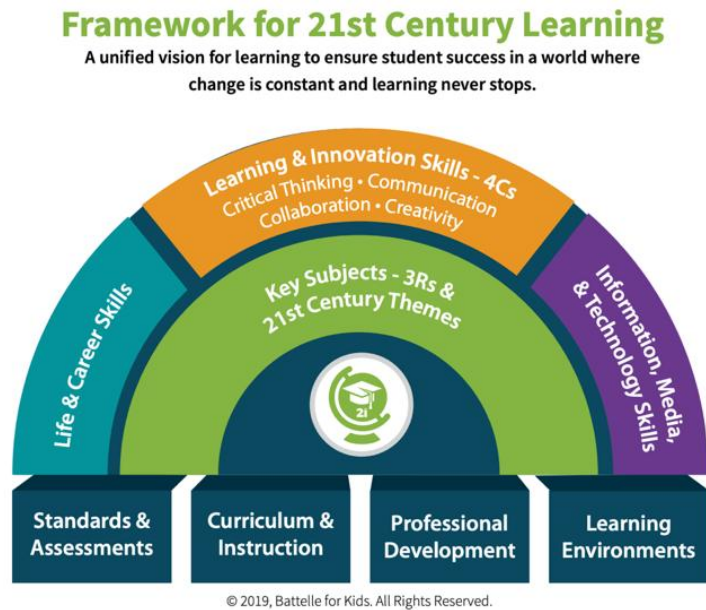 Framework for 21st Century Learning
A unified vision for learning to ensure student success in a world where
change is constant and learning never stops.
Learning & Innovation Skills - 4Cs
Critical Thinking • Communication
Collaboration • Creativity
Life & Career Skills
Key Subjects - 3Rs &
21st Century Themes
Information, Media,
& Technology Skills
21
Standards &
Assessments
Curriculum &
Instruction
Professional
Development
Learning
Environments
© 2019, Battelle for Kids. All Rights Reserved.